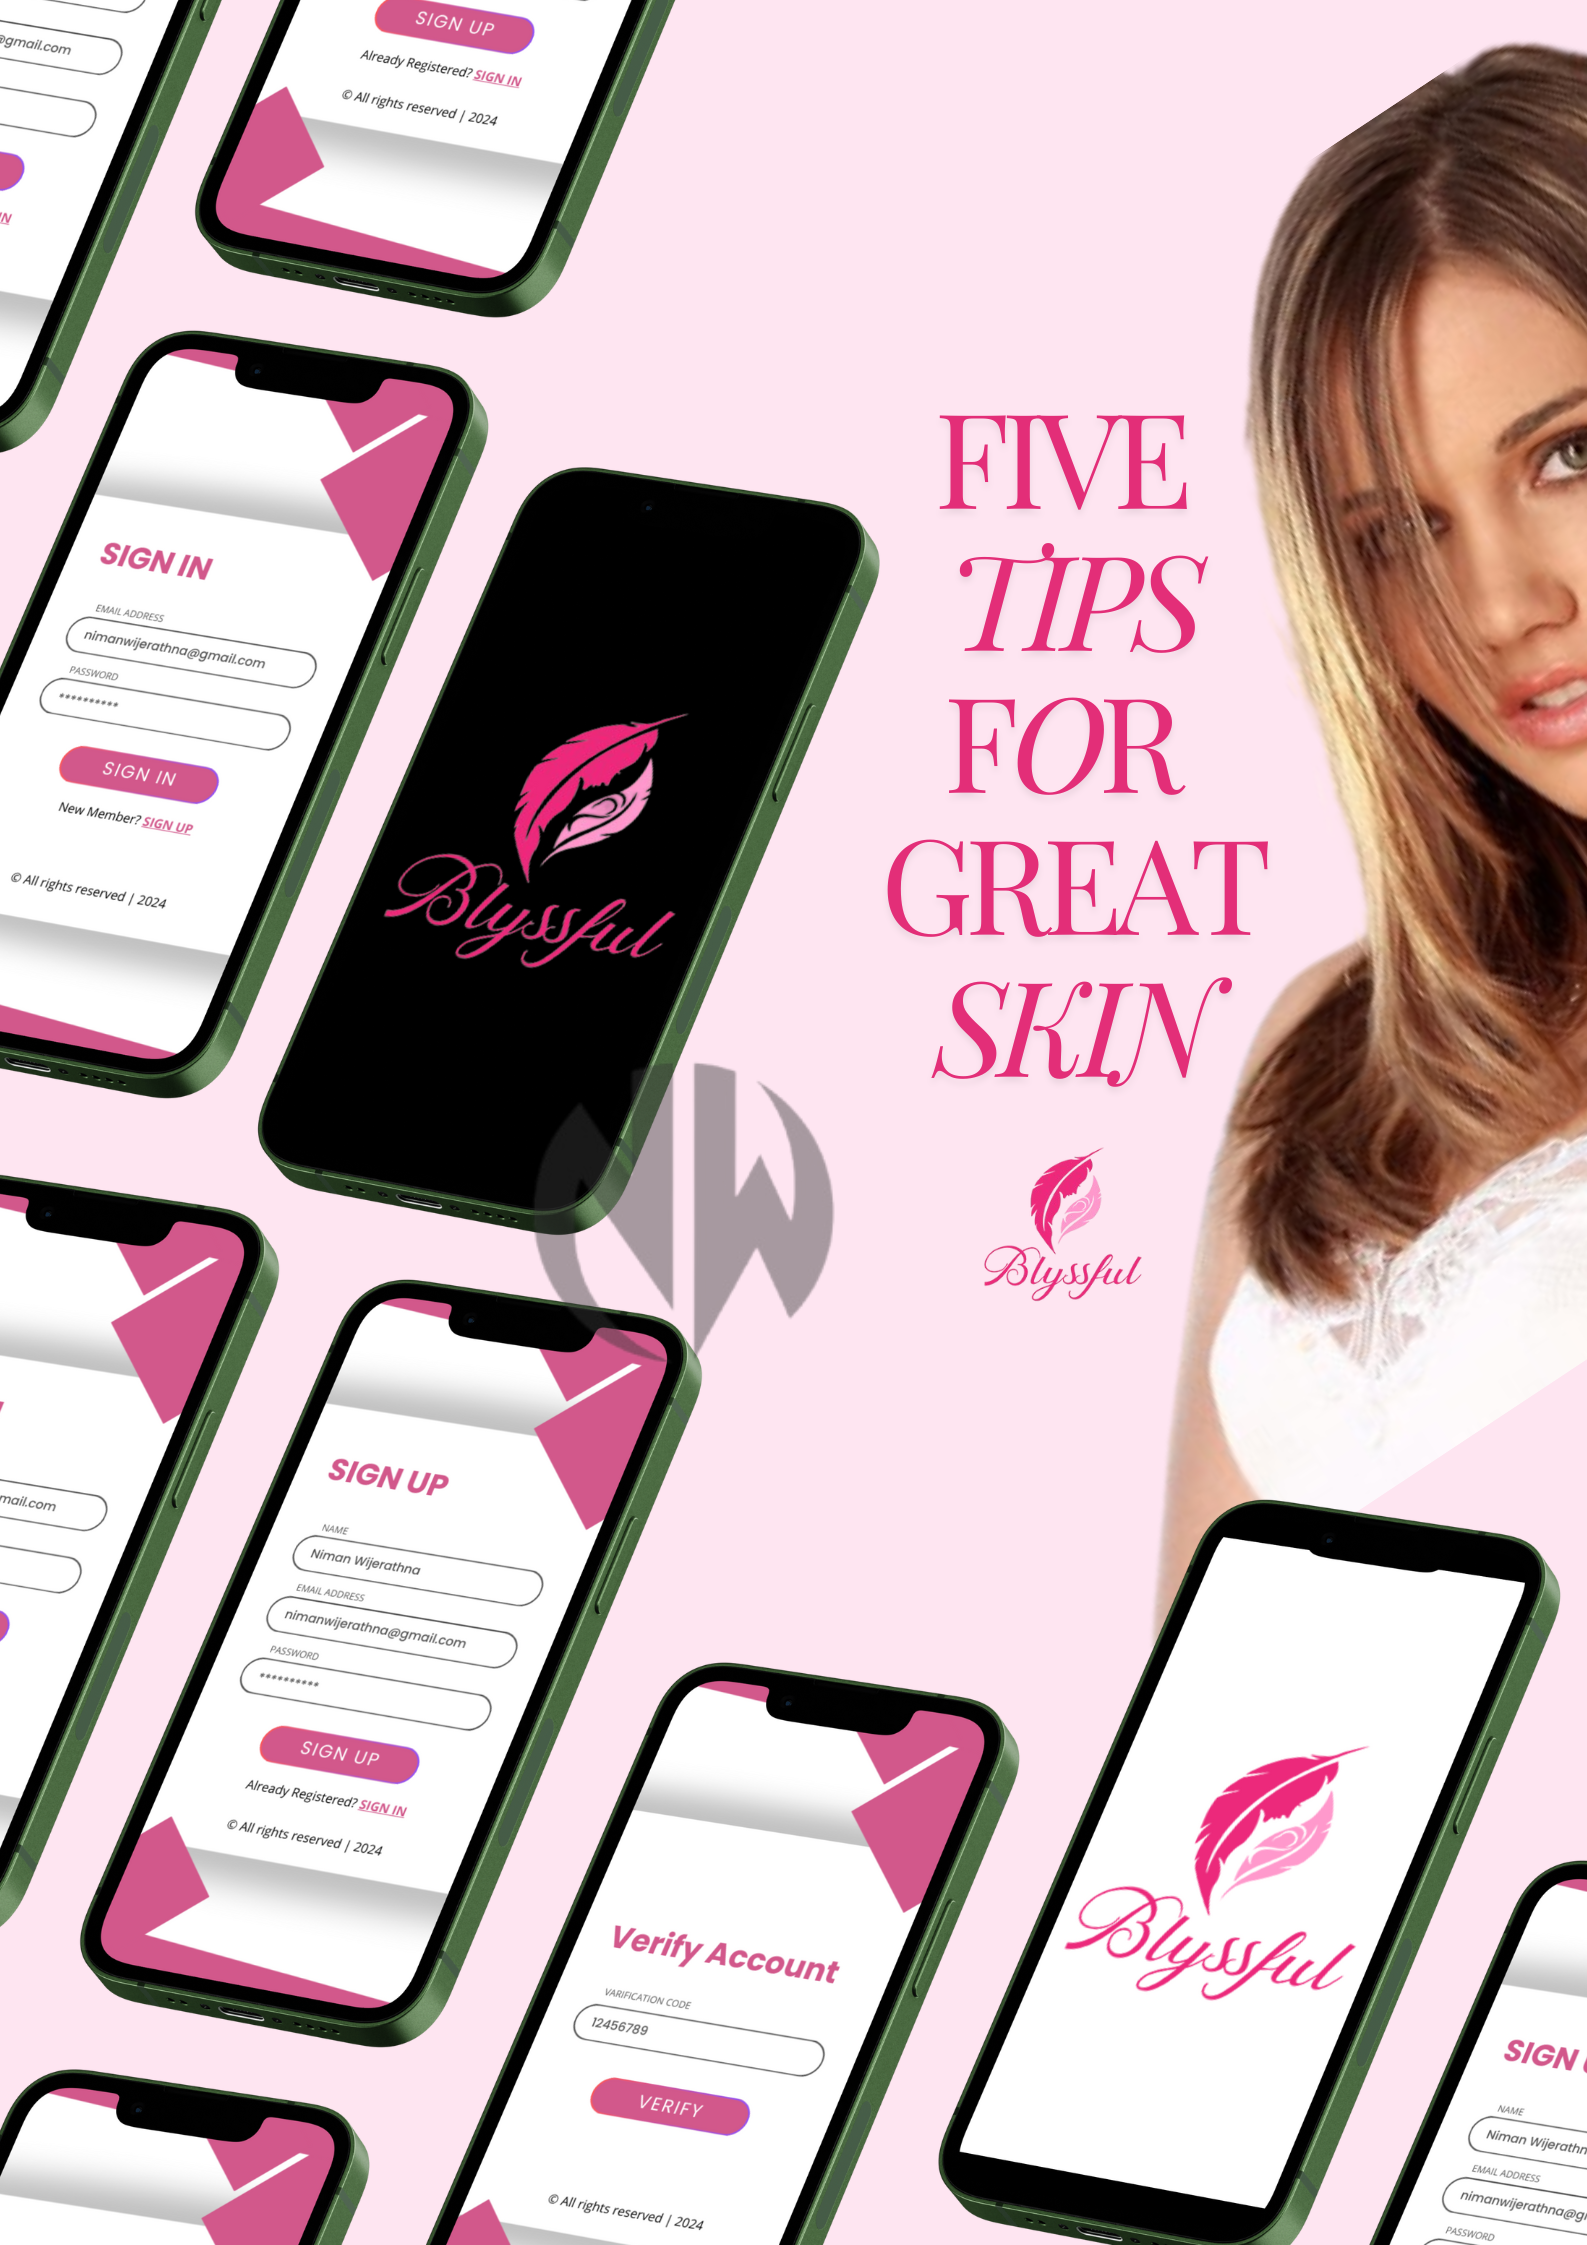 @gmail.com
IN
SIGN UP
Already Registered? SIGN IN
© All rights reserved | 2024
SIGN IN
EMAIL ADDRESS
nimanwijerathna@gmail.com
PASSWORD
**********
SIGN IN
New Member? SIGN UP
© All rights reserved | 2024
Blyssful
FIVE
TIPS
FOR
GREAT
SKIN
Blyssful
NW
mail.com
SIGN UP
NAME
Niman Wijerathna
EMAIL ADDRESS
nimanwijerathna@gmail.com
PASSWORD
**********
SIGN UP
Already Registered? SIGN IN
© All rights reserved | 2024
Verify Account
VARIFICATION CODE
12456789
VERIFY
© All rights reserved | 2024
Blyssful
SIGN
NAME
Niman Wijerathn
EMAIL ADDRESS
nimanwijerathna@g
PASSWORD